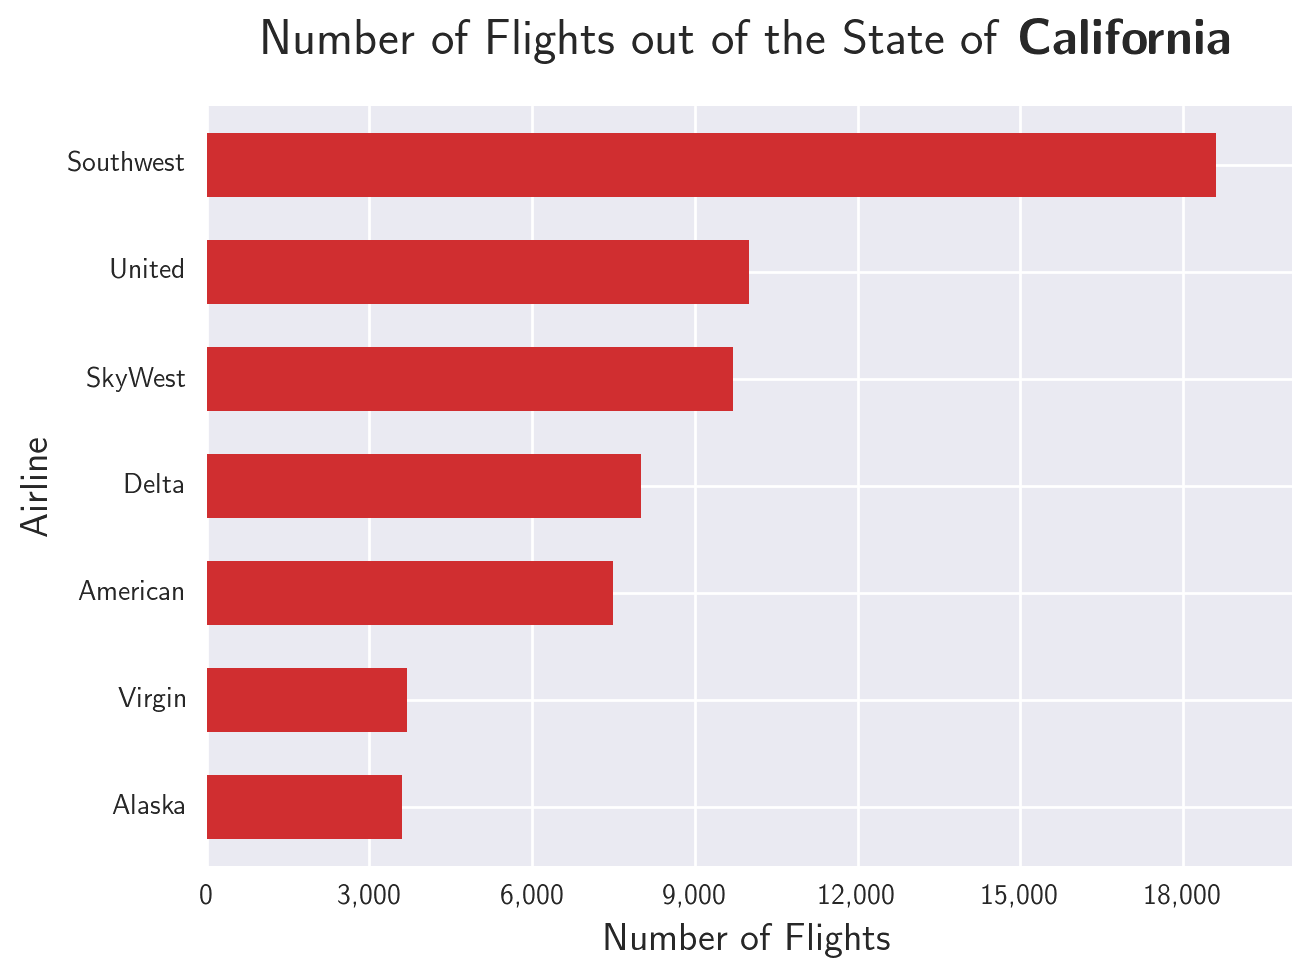 Number of Flights out of the State of California
Southwest
United
SkyWest
Delta
American
Virgin
Alaska
Airline
0 3,000 6,000 9,000 12,000 15,000 18,000
Number of Flights